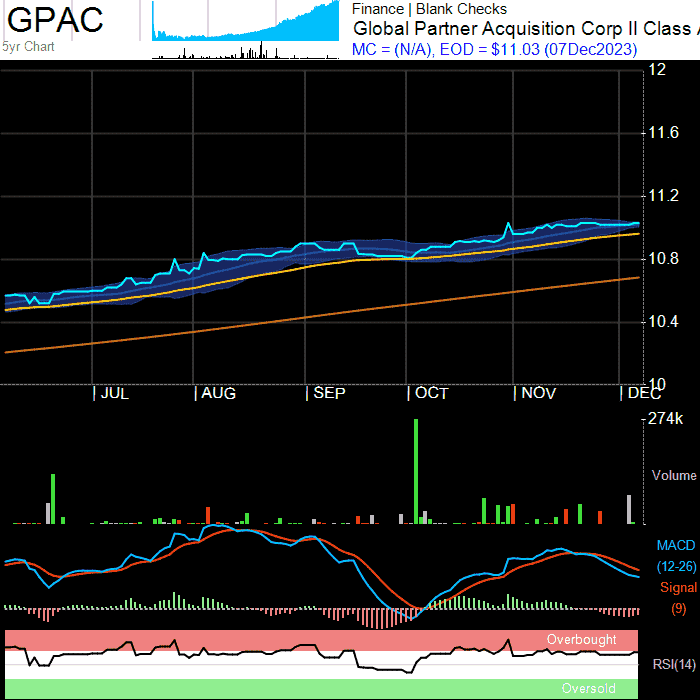 GPAC
5yr Chart
Finance | Blank Checks
Global Partner Acquisition Corp II Class A
MC = (N/A), EOD = $11.03 (07Dec2023)
12
11.6
11.2
10.8
10.4
10
JUL
AUG
SEP
OCT
NOV
DEC
274k
Volume
MACD
(12-26)
Signal
(9)
Overbought
RSI(14)
Oversold